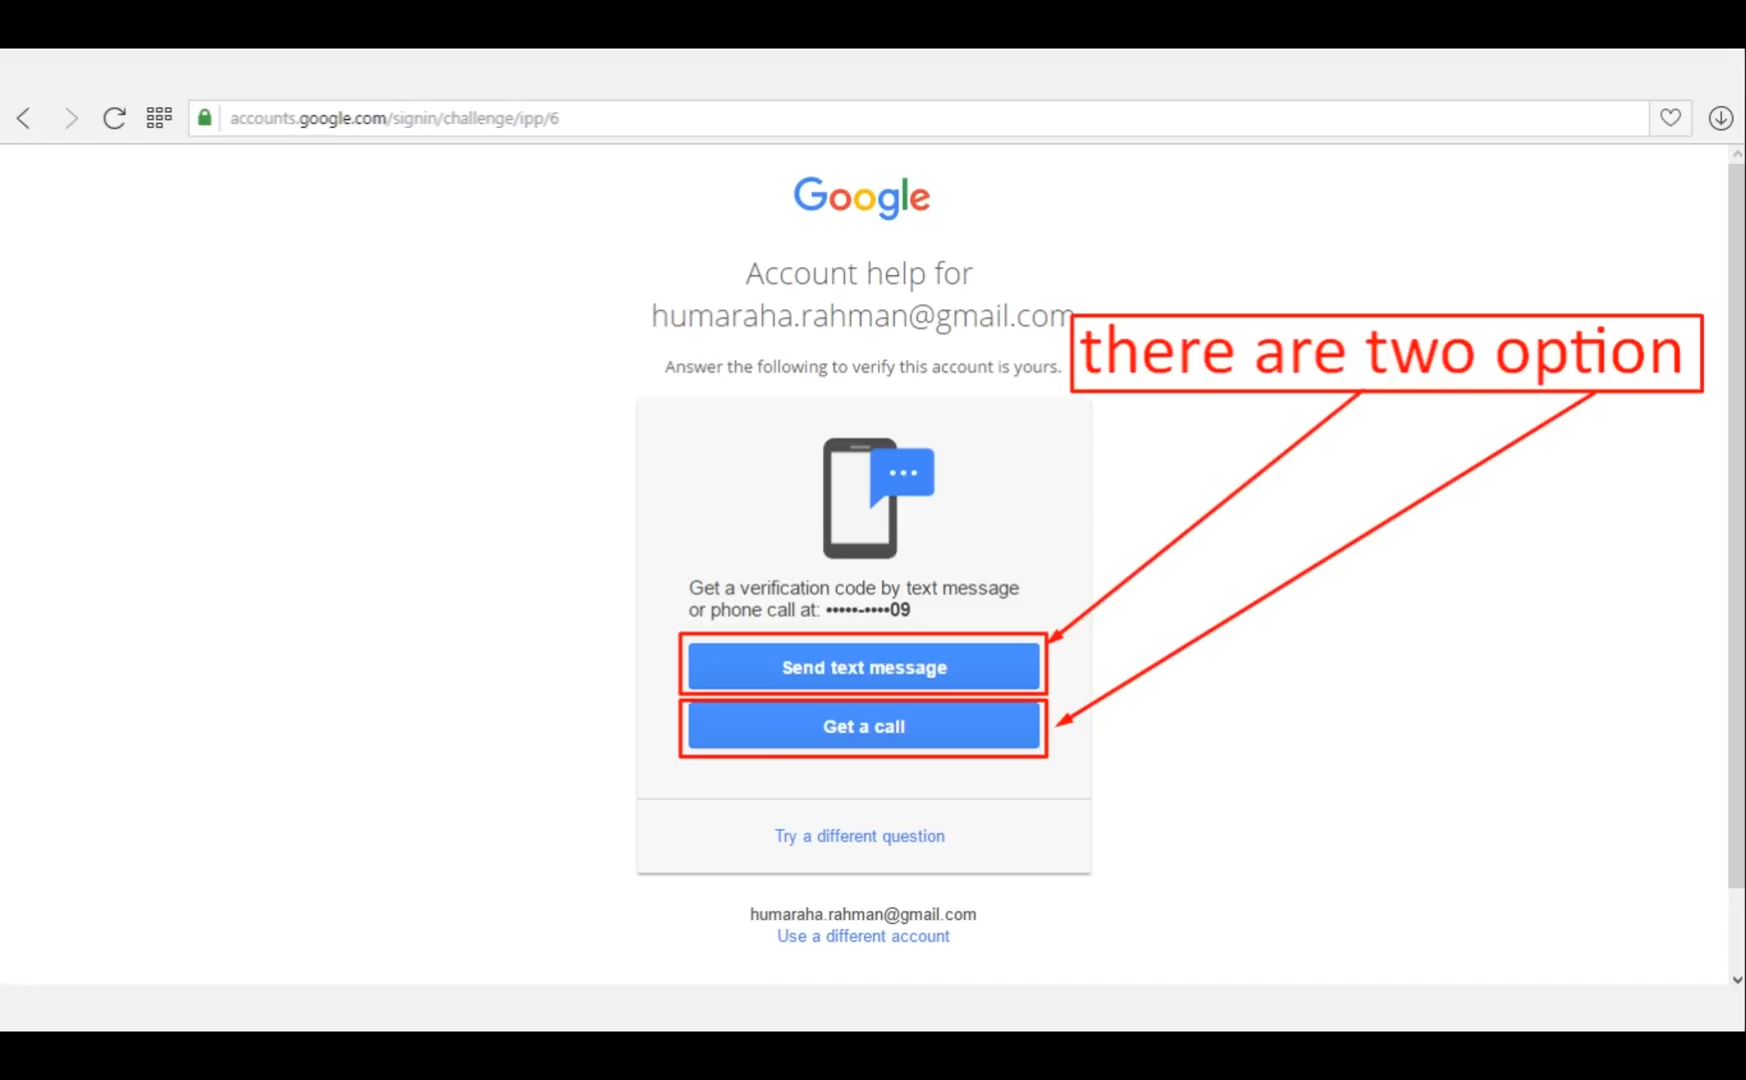 accounts.google.com/signin/challenge/ipp/6
Google
Account help for
humaraha.rahman@gmail.com
Answer the following to verify this account is yours.
there are two option
Get a verification code by text message
or phone call at: •••••-••••09
Send text message
Get a call
Try a different question
humaraha.rahman@gmail.com
Use a different account